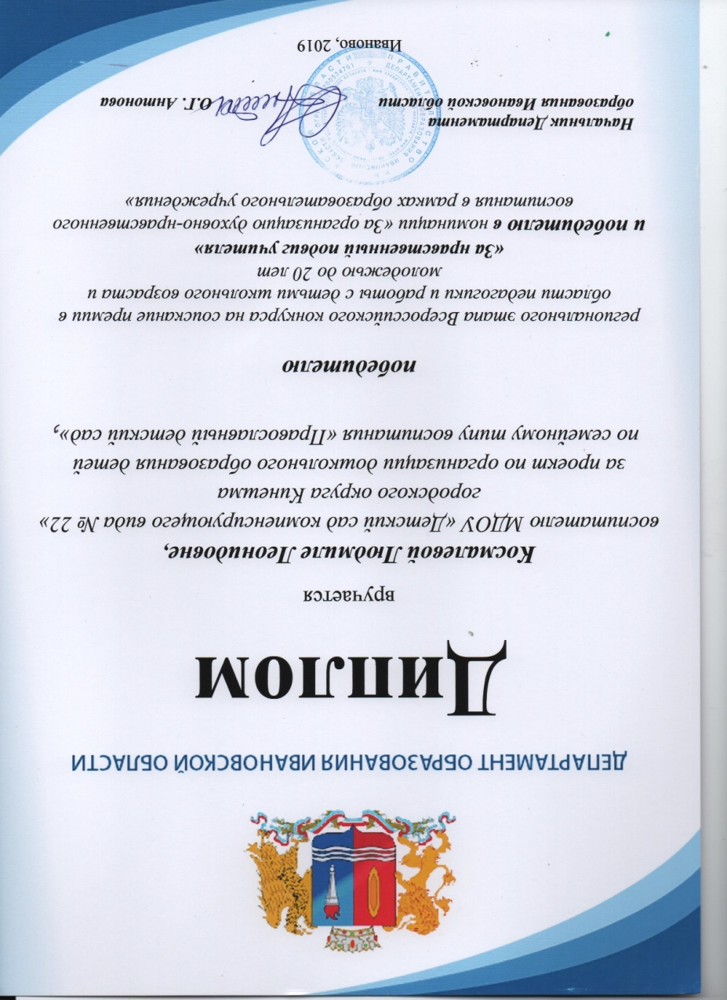 ДЕПАРТАМЕНТ ОБРАЗОВАНИЯ ИВАНОВСКОЙ ОБЛАСТИ
Диплом
вручается
Космалевой Людмиле Леонидовне,
воспитателю МДОУ «Детский сад компенсирующего вида № 22»
городского округа Кинешма
за проект по организации дошкольного образования детей
по семейному типу воспитания «Православный детский сад»,
победителю
регионального этапа Всероссийского конкурса на соискание премии в
области педагогики и работы с детьми школьного возраста и
молодежью до 20 лет
«За нравственный подвиг учителя»
и победителю в номинации «За организацию духовно-нравственного
воспитания в рамках образовательного учреждения»
Начальник Департамента
образования Ивановской области
О.Г. Антонова
Иваново, 2019